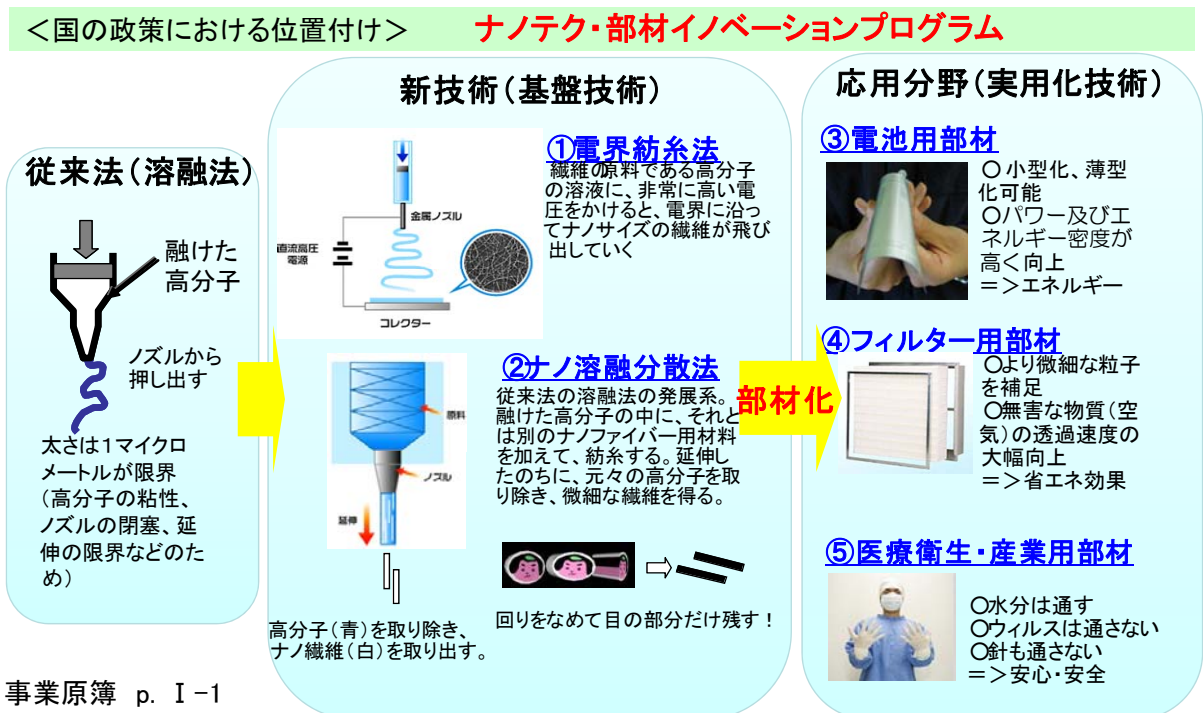 ＜国の政策における位置付け＞　ナノテク・部材イノベーションプログラム
従来法（溶融法）
融けた
高分子
ノズルから
押し出す
太さは１マイクロ
メートルが限界
（高分子の粘性、
ノズルの閉塞、延
伸の限界などのた
め）
新技術（基盤技術）
①電界紡糸法
繊維の原料である高分子
の溶液に、非常に高い電
圧をかけると、電界に沿っ
てナノサイズの繊維が飛び
出していく
金属ノズル
直流高圧
電源
コレクター
②ナノ溶融分散法
従来法の溶融法の発展系。
融けた高分子の中に、それと
は別のナノファイバー用材料
を加えて、紡糸する。延伸し
たのちに、元々の高分子を取
り除き、微細な繊維を得る。
原料
ノズル
延伸
高分子（青）を取り除き、
ナノ繊維（白）を取り出す。
回りをなめて目の部分だけ残す！
部材化
応用分野（実用化技術）
③電池用部材
○小型化、薄型
化可能
○パワー及びエ
ネルギー密度が
高く向上
＝＞エネルギー
④フィルター用部材
○より微細な粒子
を補足
○無害な物質（空
気）の透過速度の
大幅向上
＝＞省エネ効果
⑤医療衛生・産業用部材
○水分は通す
○ウィルスは通さない
○針も通さない
＝＞安心・安全
事業原簿 p. Ⅰ-1